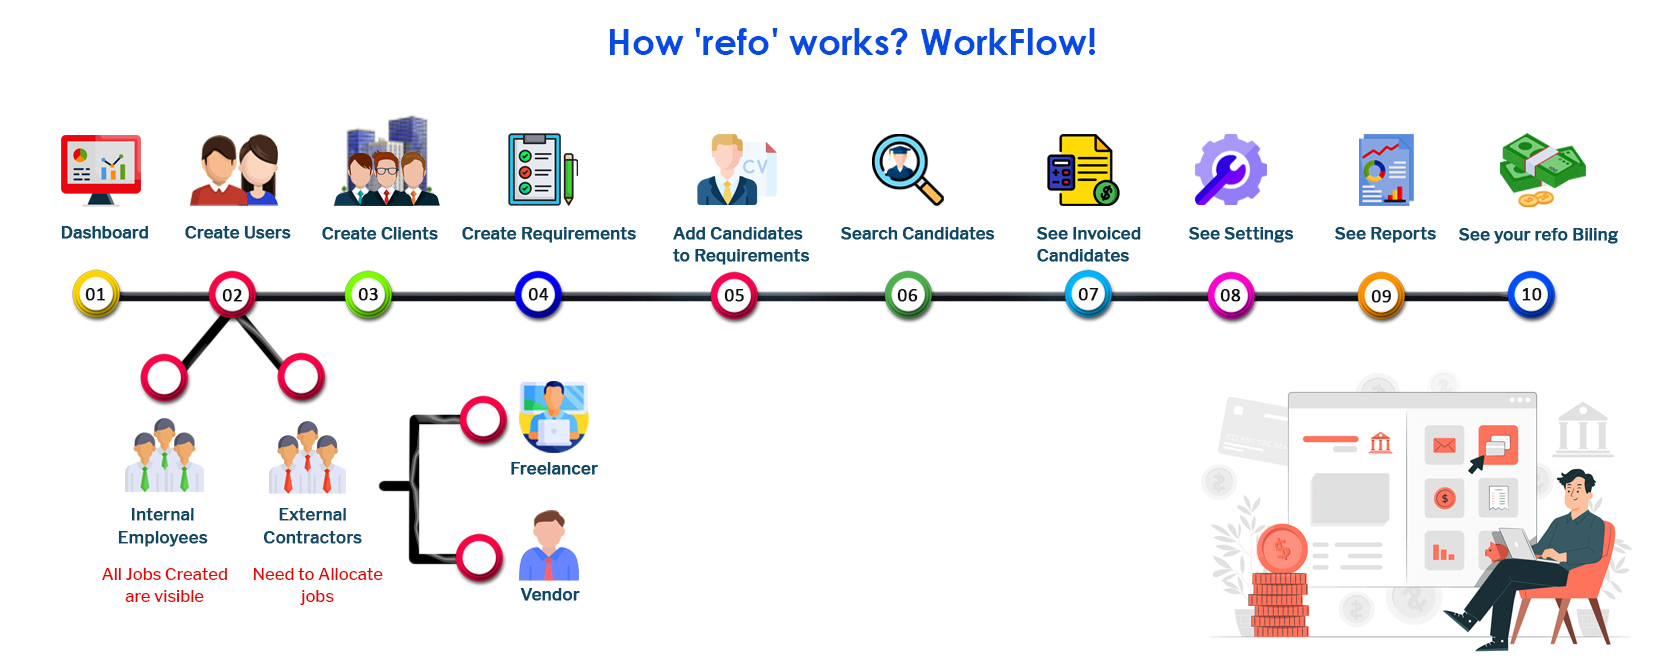 How 'refo' works? WorkFlow!
CV
Dashboard
Create Users
Create Clients
Create Requirements
Add Candidates
to Requirements
Search Candidates
See Invoiced
Candidates
See Settings
See Reports
See your refo Biling
01
02
03
04
05
06
07
08
09
10
Internal
Employees
All Jobs Created
are visible
External
Contractors
Need to Allocate
jobs
Freelancer
Vendor